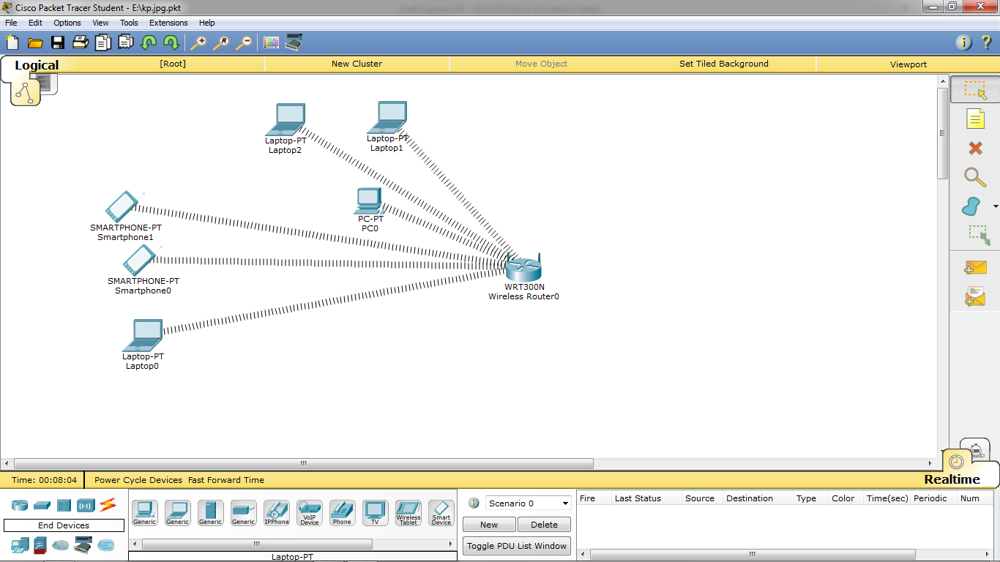 Cisco Packet Tracer Student - E:\kp.jpg.pkt
File Edit Options View Tools Extensions Help
Logical [Root] New Cluster Move Object Set Tiled Background Viewport
Laptop-PT
Laptop2
Laptop-PT
Laptop1
PC-PT
PC0
SMARTPHONE-PT
Smartphone1
SMARTPHONE-PT
Smartphone0
WRT300N
Wireless Router0
Laptop-PT
Laptop0
Time: 00:08:04 Power Cycle Devices Fast Forward Time Realtime
End Devices
Generic Generic Generic Generic IPPhone VoIP Device Phone TV Wireless Tablet Smart Device
Laptop-PT
Scenario 0
New Delete
Toggle PDU List Window
Fire Last Status Source Destination Type Color Time(sec) Periodic Num